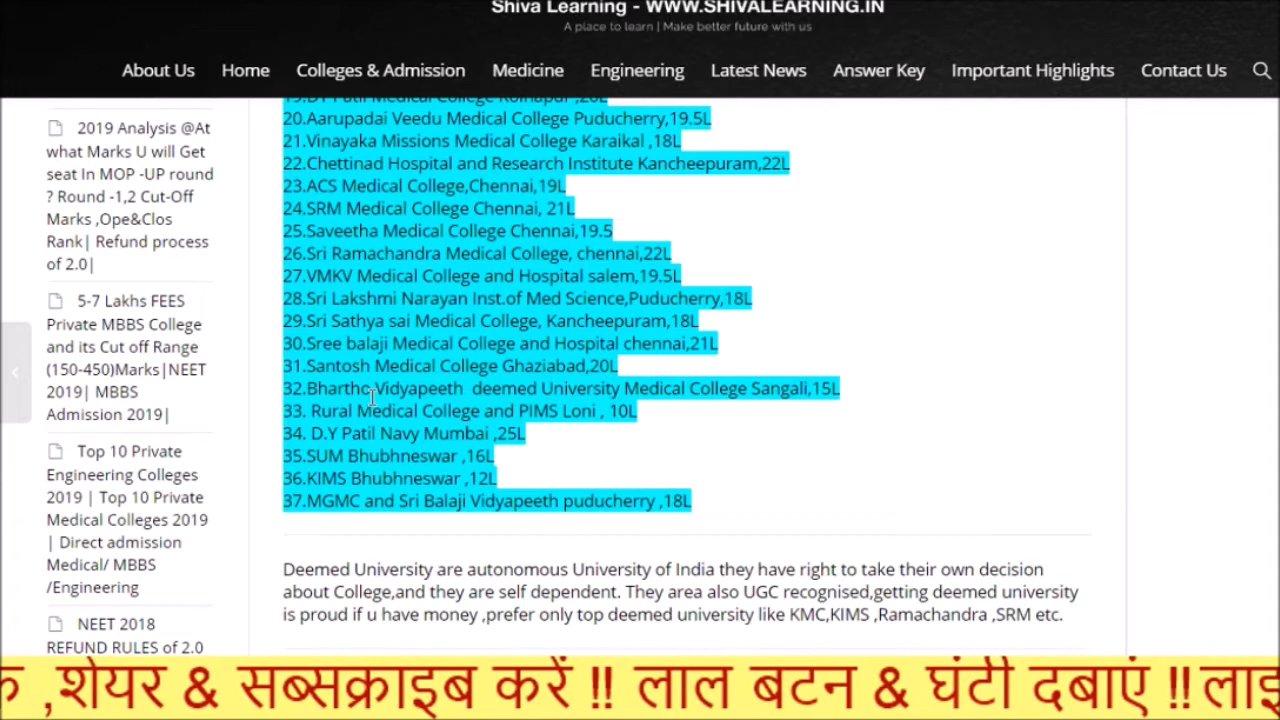 Shiva Learning - WWW.SHIVALEARNING.IN
A place to learn | Make better future with us
About Us Home Colleges & Admission Medicine Engineering Latest News Answer Key Important Highlights Contact Us
2019 Analysis @At
what Marks U will Get
seat In MOP -UP round
? Round -1,2 Cut-Off
Marks ,Ope&Clos
Rank| Refund process
of 2.0|
5-7 Lakhs FEES
Private MBBS College
and its Cut off Range
(150-450)Marks|NEET
2019| MBBS
Admission 2019|
Top 10 Private
Engineering Colleges
2019 | Top 10 Private
Medical Colleges 2019
| Direct admission
Medical/ MBBS
/Engineering
NEET 2018
REFUND RULES of 2.0
19.DY Patil Medical College Kolhapur ,20L
20.Aarupadai Veedu Medical College Puducherry,19.5L
21.Vinayaka Missions Medical College Karaikal ,18L
22.Chettinad Hospital and Research Institute Kancheepuram,22L
23.ACS Medical College,Chennai,19L
24.SRM Medical College Chennai, 21L
25.Saveetha Medical College Chennai,19.5
26.Sri Ramachandra Medical College, chennai,22L
27.VMKV Medical College and Hospital salem,19.5L
28.Sri Lakshmi Narayan Inst.of Med Science,Puducherry,18L
29.Sri Sathya sai Medical College, Kancheepuram,18L
30.Sree balaji Medical College and Hospital chennai,21L
31.Santosh Medical College Ghaziabad,20L
32.Bhartho Vidyapeeth deemed University Medical College Sangali,15L
33. Rural Medical College and PIMS Loni , 10L
34. D.Y Patil Navy Mumbai ,25L
35.SUM Bhubhneswar ,16L
36.KIMS Bhubhneswar ,12L
37.MGMC and Sri Balaji Vidyapeeth puducherry ,18L
Deemed University are autonomous University of India they have right to take their own decision
about College,and they are self dependent. They area also UGC recognised,getting deemed university
is proud if u have money ,prefer only top deemed university like KMC,KIMS ,Ramachandra ,SRM etc.
क ,शेयर & सब्सक्राइब करें !! लाल बटन & घंटी दबाएं !! लाइ